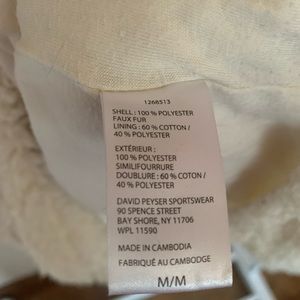 1268513
SHELL: 100 % POLYESTER
FAUX FUR
LINING : 60 % COTTON /
40 % POLYESTER
EXTÉRIEUR :
100 % POLYESTER
SIMILIFOURRURE
DOUBLURE : 60 % COTON /
40 % POLYESTER
DAVID PEYSER SPORTSWEAR
90 SPENCE STREET
BAY SHORE, NY 11706
WPL 11590
MADE IN CAMBODIA
FABRIQUÉ AU CAMBODGE
M/M